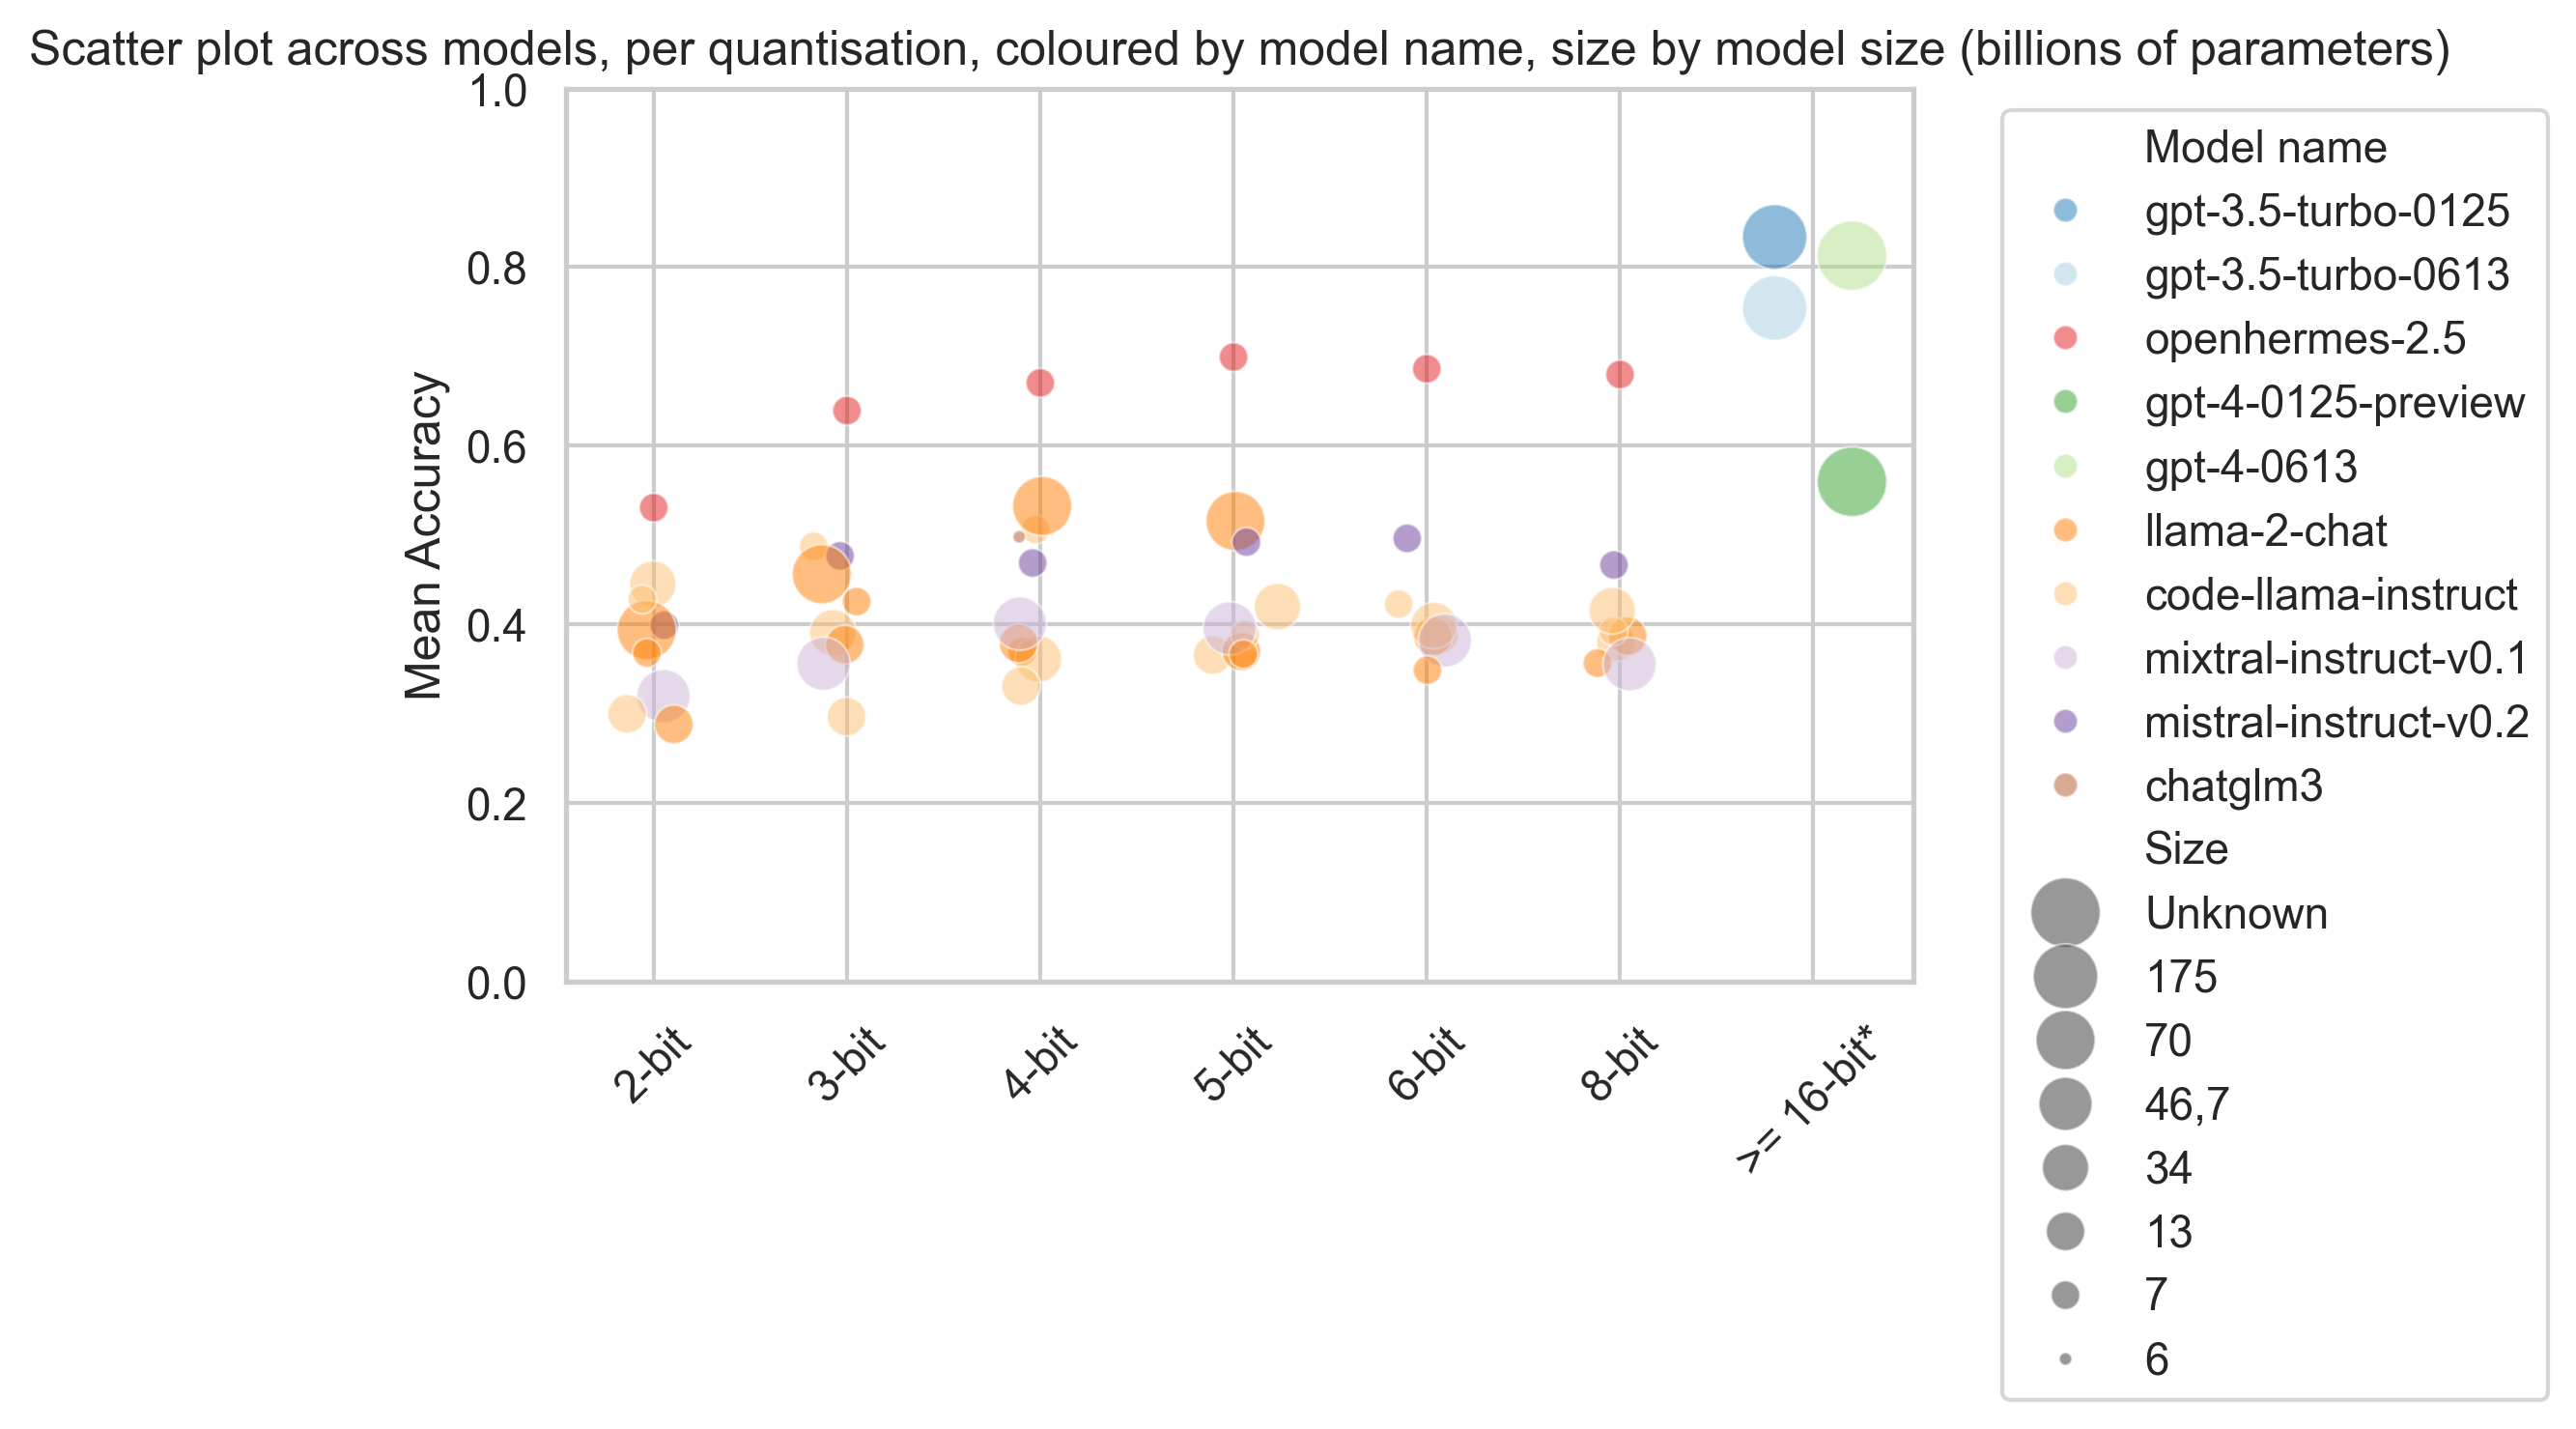 Scatter plot across models, per quantisation, coloured by model name, size by model size (billions of parameters)
1.0
0.8
0.6
0.4
0.2
0.0
Mean Accuracy
2-bit
3-bit
4-bit
5-bit
6-bit
8-bit
>= 16-bit*
Model name
gpt-3.5-turbo-0125
gpt-3.5-turbo-0613
openhermes-2.5
gpt-4-0125-preview
gpt-4-0613
llama-2-chat
code-llama-instruct
mixtral-instruct-v0.1
mistral-instruct-v0.2
chatglm3
Size
Unknown
175
70
46,7
34
13
7
6